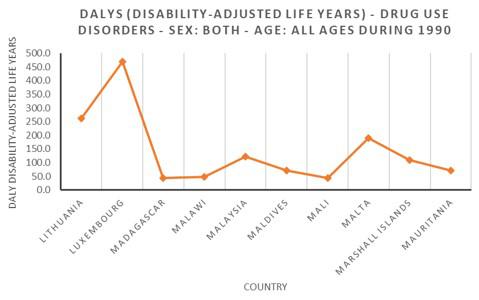 DALYS (DISABILITY-ADJUSTED LIFE YEARS) - DRUG USE
DISORDERS - SEX: BOTH - AGE: ALL AGES DURING 1990
DALY DISABILITY-ADJUSTED LIFE YEARS
500.0
450.0
400.0
350.0
300.0
250.0
200.0
150.0
100.0
50.0
0.0
LITHUANIA
LUXEMBOURG
MADAGASCAR
MALAWI
MALAYSIA
MALDIVES
MALI
MALTA
MARSHALL ISLANDS
MAURITANIA
COUNTRY